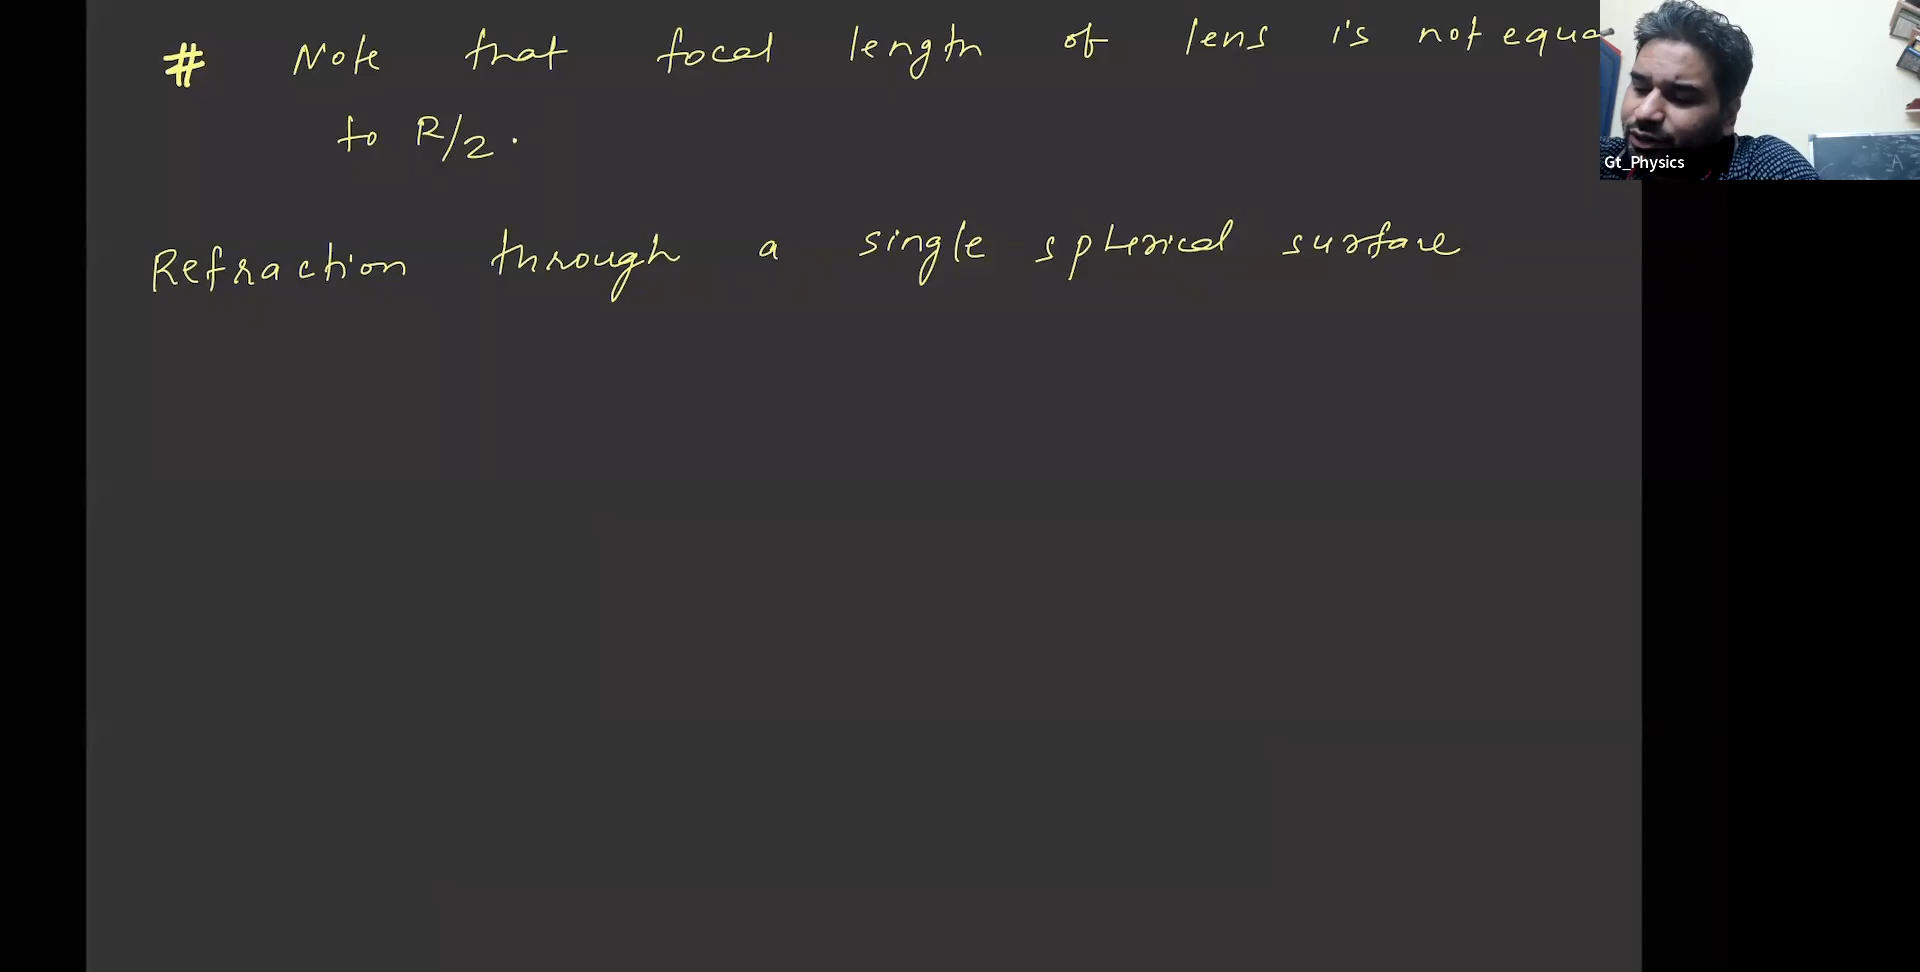 # Note that focal length of lens is not equa
to R/2.
Gt_Physics
Refraction through a single spherical surface